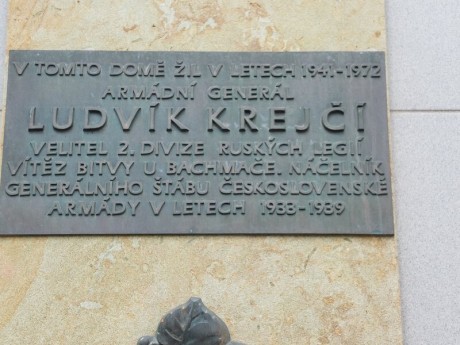 V TOMTO DOMĚ ŽIL V LETECH 1941-1972
ARMÁDNÍ GENERÁL
LUDVÍK KREJČÍ
VELITEL 2. DIVIZE RUSKÝCH LEGIÍ
VÍTĚZ BITVY U BACHMAČE. NÁČELNÍK
GENERÁLNÍHO ŠTÁBU ČESKOSLOVENSKÉ
ARMÁDY V LETECH 1933-1939